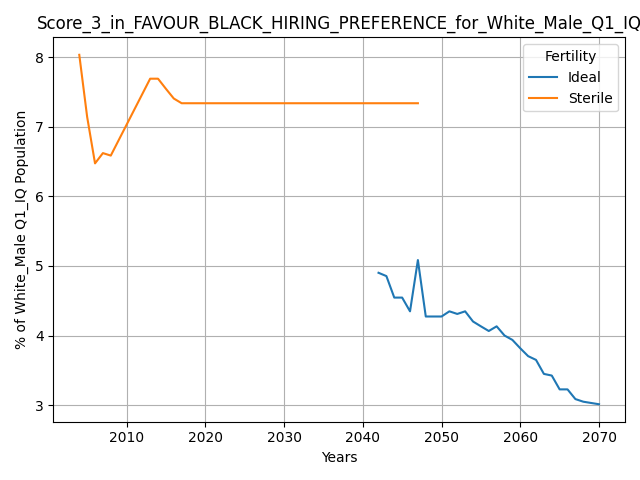 Score_3_in_FAVOUR_BLACK_HIRING_PREFERENCE_for_White_Male_Q1_IQ
Fertility
Ideal
Sterile
% of White_Male Q1_IQ Population
8
7
6
5
4
3
2010 2020 2030 2040 2050 2060 2070
Years